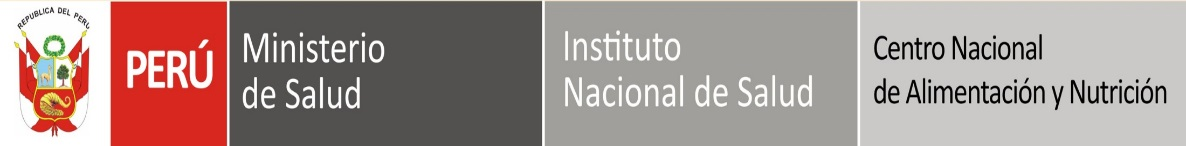 REPUBLICA DEL PERU
PERÚ
Ministerio
de Salud
Instituto
Nacional de Salud
Centro Nacional
de Alimentación y Nutrición